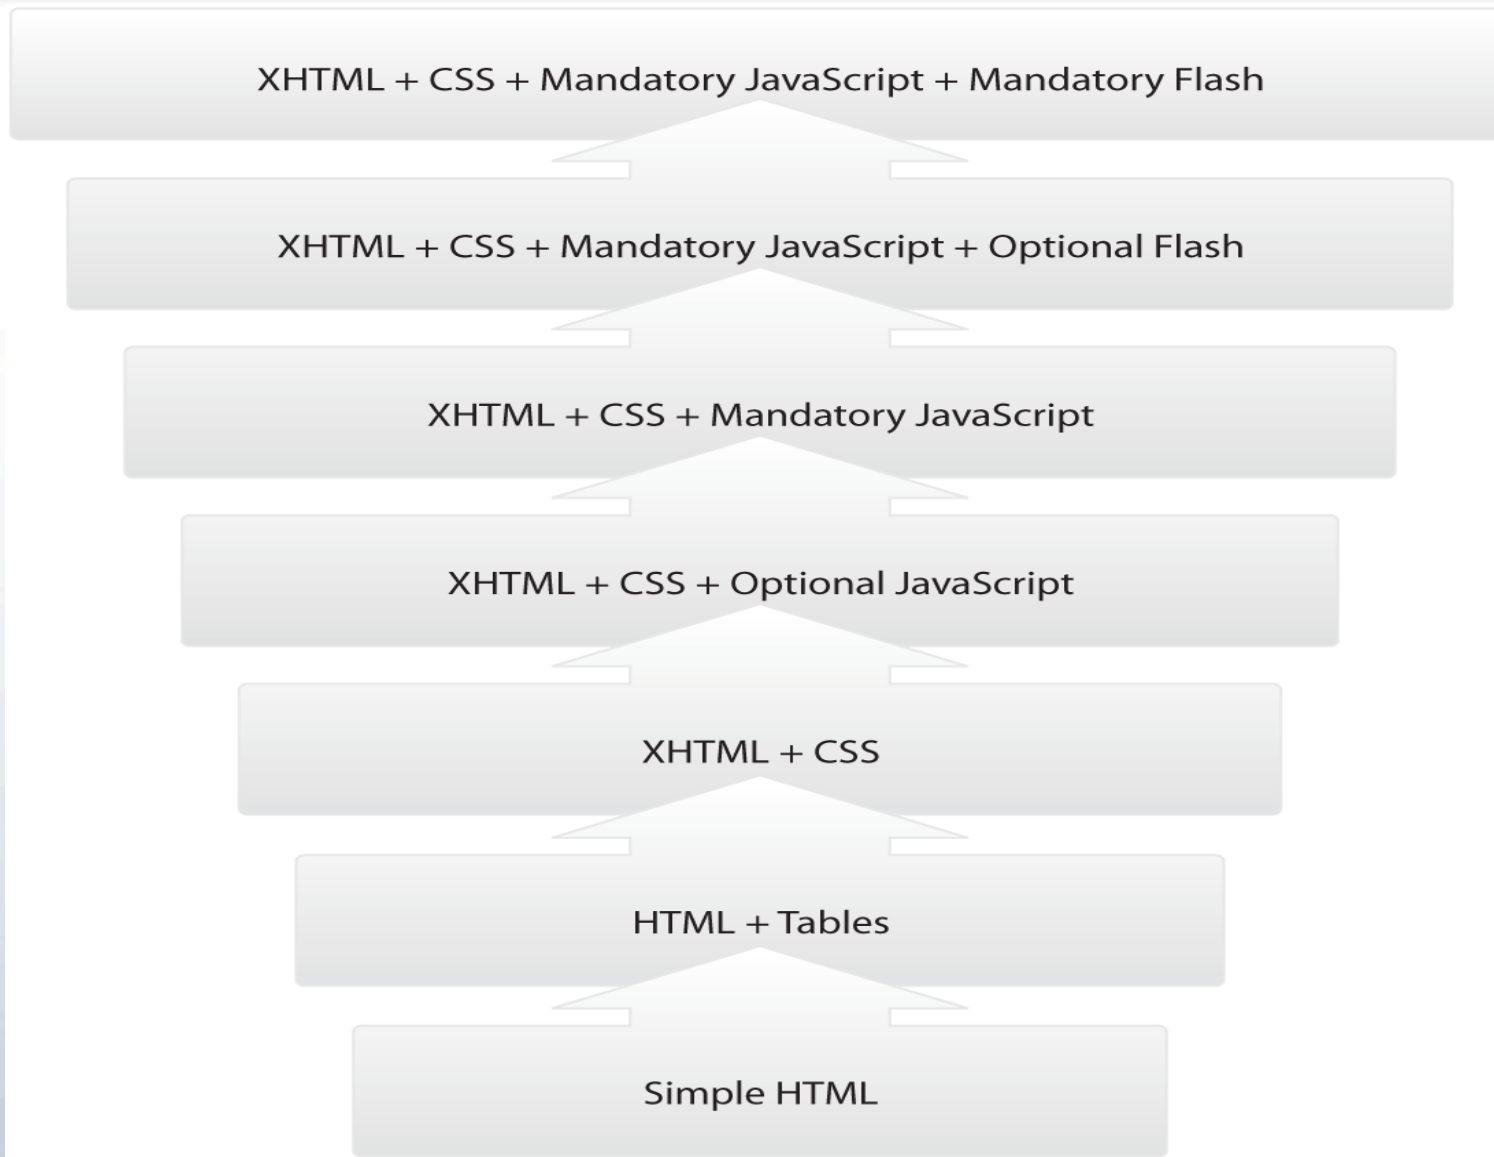 XHTML + CSS + Mandatory JavaScript + Mandatory Flash
XHTML + CSS + Mandatory JavaScript + Optional Flash
XHTML + CSS + Mandatory JavaScript
XHTML + CSS + Optional JavaScript
XHTML + CSS
HTML + Tables
Simple HTML